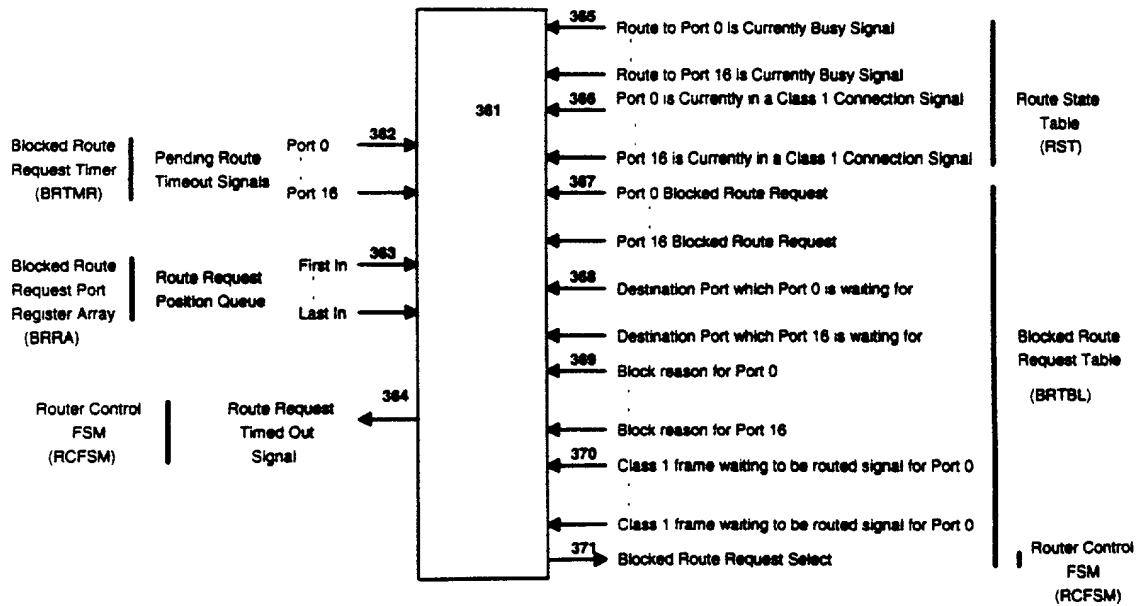 365
Route to Port 0 is Currently Busy Signal
Route to Port 16 is Currently Busy Signal
366
Port 0 is Currently in a Class 1 Connection Signal
Port 16 is Currently in a Class 1 Connection Signal
Route State
Table
(RST)
361
Blocked Route
Request Timer
(BRTMR)
Pending Route
Timeout Signals
Port 0
362
Port 16
367
Port 0 Blocked Route Request
Port 16 Blocked Route Request
Blocked Route
Request Port
Register Array
(BRRA)
Route Request
Position Queue
First In
363
Last In
368
Destination Port which Port 0 is waiting for
Destination Port which Port 16 is waiting for
369
Block reason for Port 0
Block reason for Port 16
Blocked Route
Request Table
(BRTBL)
Router Control
FSM
(RCFSM)
Route Request
Timed Out
Signal
364
370
Class 1 frame waiting to be routed signal for Port 0
Class 1 frame waiting to be routed signal for Port 0
371
Blocked Route Request Select
Router Control
FSM
(RCFSM)